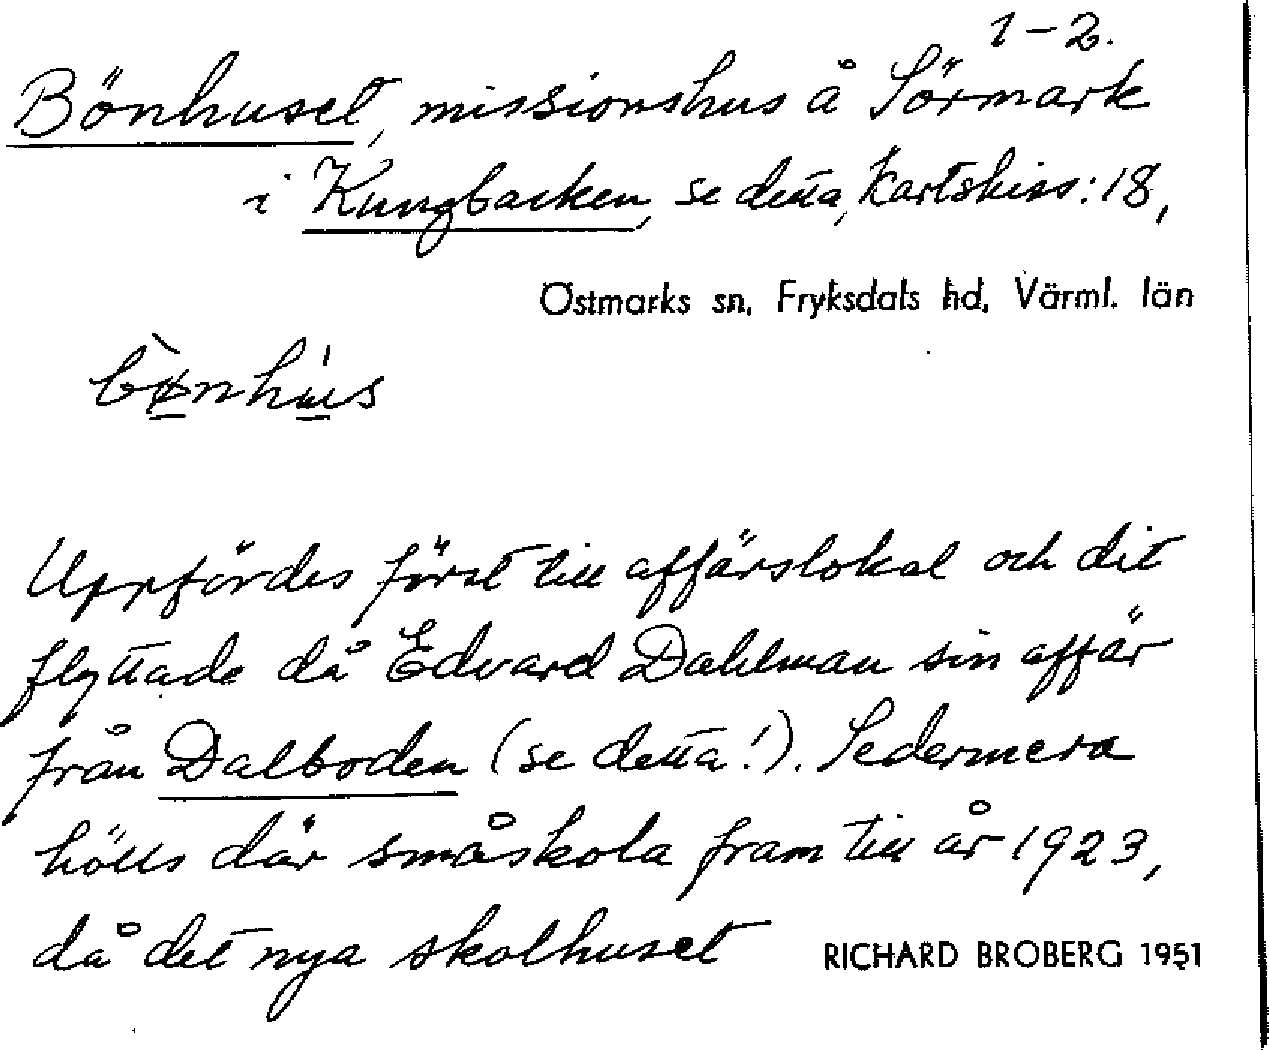 1-2.
Bönhuset, missionshus å Sörmark
i Kungbacken, se detta, kartskiss: 18,
Östmarks sn, Fryksdals hd, Värml. län
bø̀nhús
Uppfördes först till affärslokal och dit
flyttade då Edvard Dahlman sin affär
från Dalboden (se detta!). Sedermera
hölls där småskola fram till år 1923,
då det nya skolhuset
RICHARD BROBERG 1951